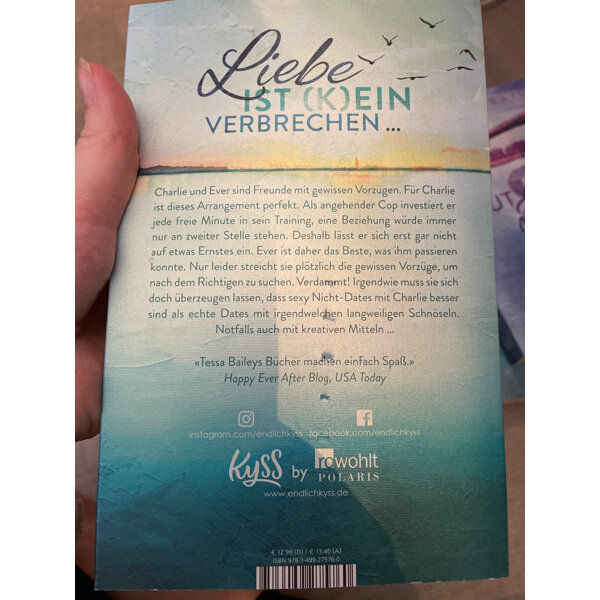 Liebe
IST (K)EIN
VERBRECHEN ...
Charlie und Ever sind Freunde mit gewissen Vorzügen. Für Charlie
ist dieses Arrangement perfekt. Als angehender Cop investiert er
jede freie Minute in sein Training, eine Beziehung würde immer
nur an zweiter Stelle stehen. Deshalb lässt er sich erst gar nicht
auf etwas Ernstes ein. Ever ist daher das Beste, was ihm passieren
konnte. Nur leider streicht sie plötzlich die gewissen Vorzüge, um
nach dem Richtigen zu suchen. Verdammt! Irgendwie muss sie sich
doch überzeugen lassen, dass sexy Nicht-Dates mit Charlie besser
sind als echte Dates mit irgendwelchen langweiligen Schnöseln.
Notfalls auch mit kreativen Mitteln ...
«Tessa Baileys Bücher machen einfach Spaß.»
Happy Ever After Blog, USA Today
instagram.com/endlichkyss facebook.com/endlichkyss
KYSS by rowohlt
POLARIS
www.endlichkyss.de
€ 12.99 (D) / € 13.40 (A)
ISBN 978-3-499-27576-0